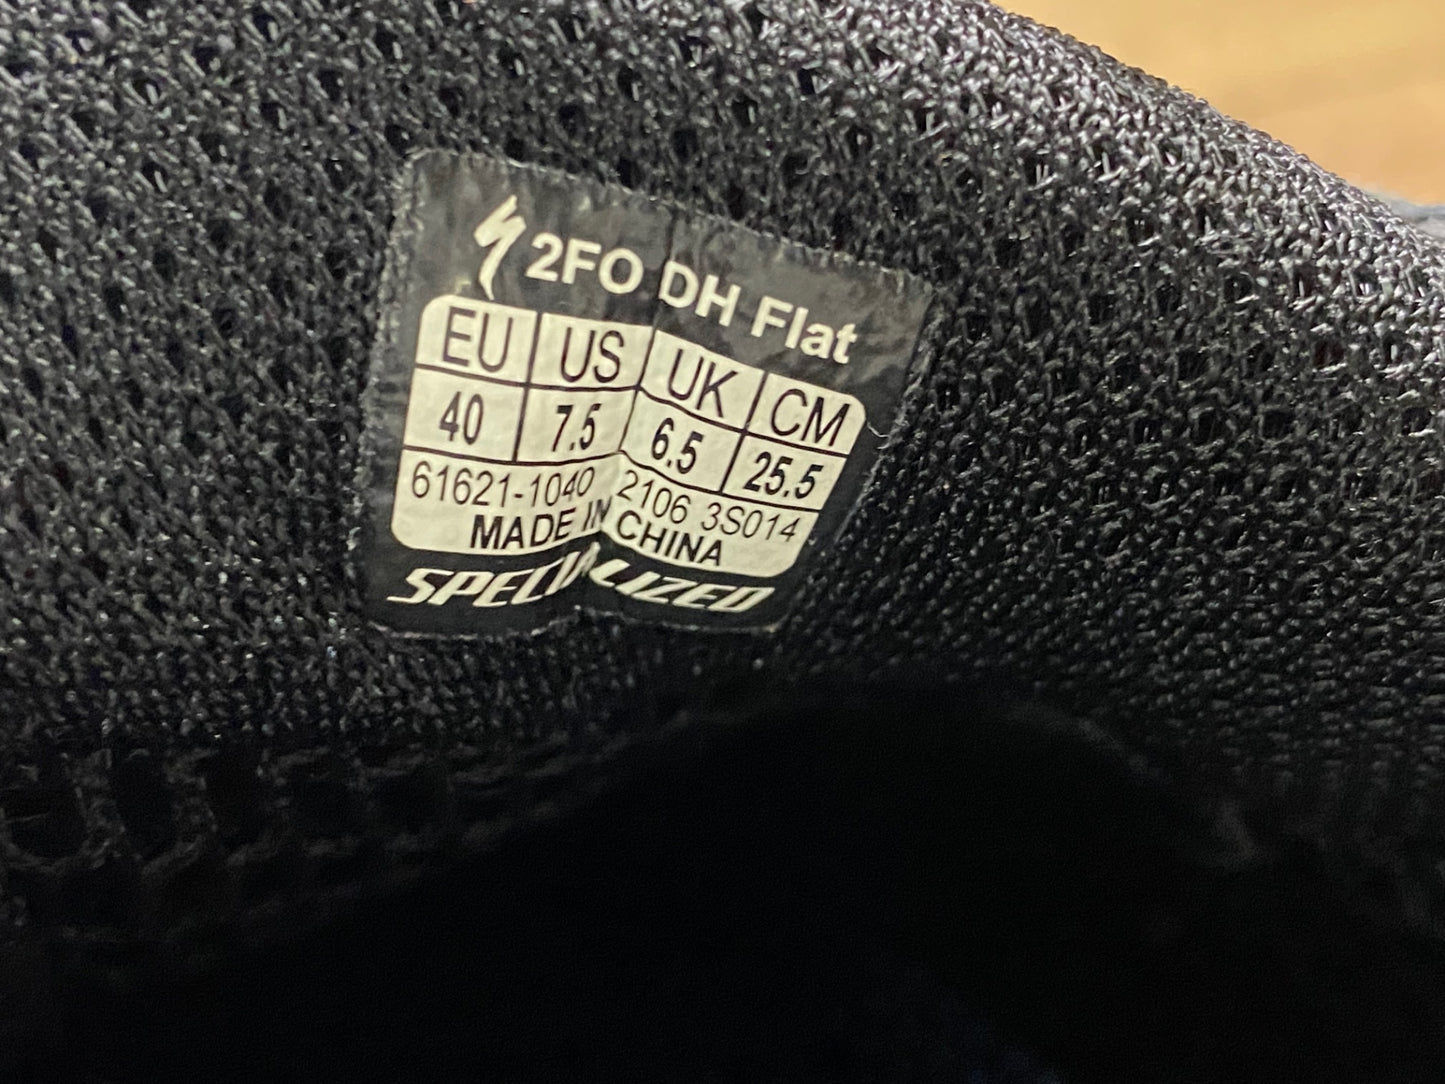 2FO DH Flat
EU US UK CM
40 7.5 6.5 25.5
61621-1040 2106 3S014
MADE IN CHINA
SPECIALIZED